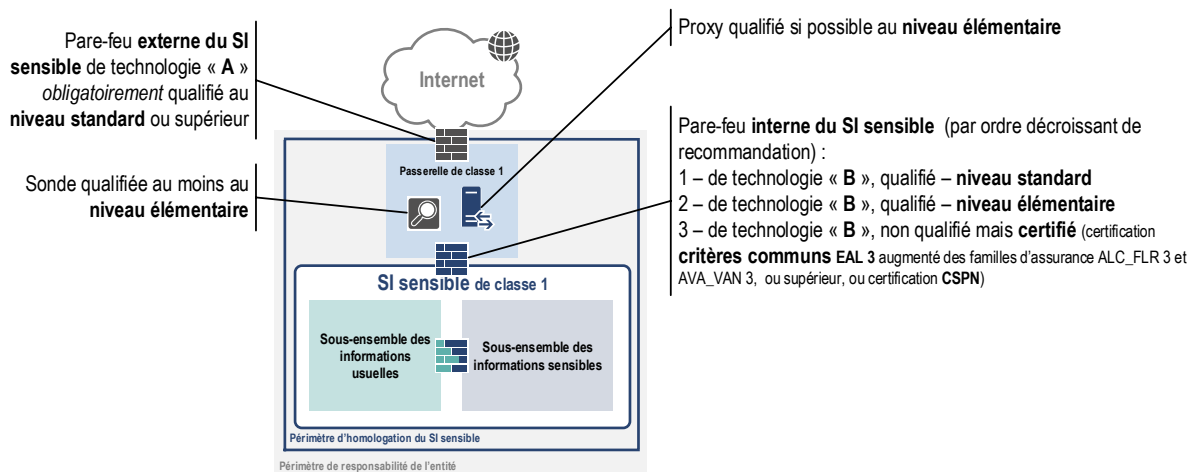 Pare-feu externe du SI
sensible de technologie « A »
obligatoirement qualifié au
niveau standard ou supérieur
Sonde qualifiée au moins au
niveau élémentaire
Internet
Passerelle de classe 1
SI sensible de classe 1
Sous-ensemble des
informations
usuelles
Sous-ensemble des
informations sensibles
Périmètre d'homologation du SI sensible
Périmètre de responsabilité de l'entité
Proxy qualifié si possible au niveau élémentaire
Pare-feu interne du SI sensible (par ordre décroissant de
recommandation) :
1 – de technologie « B », qualifié – niveau standard
2 – de technologie « B », qualifié – niveau élémentaire
3 – de technologie « B », non qualifié mais certifié (certification
critères communs EAL 3 augmenté des familles d'assurance ALC_FLR 3 et
AVA_VAN 3, ou supérieur, ou certification CSPN)